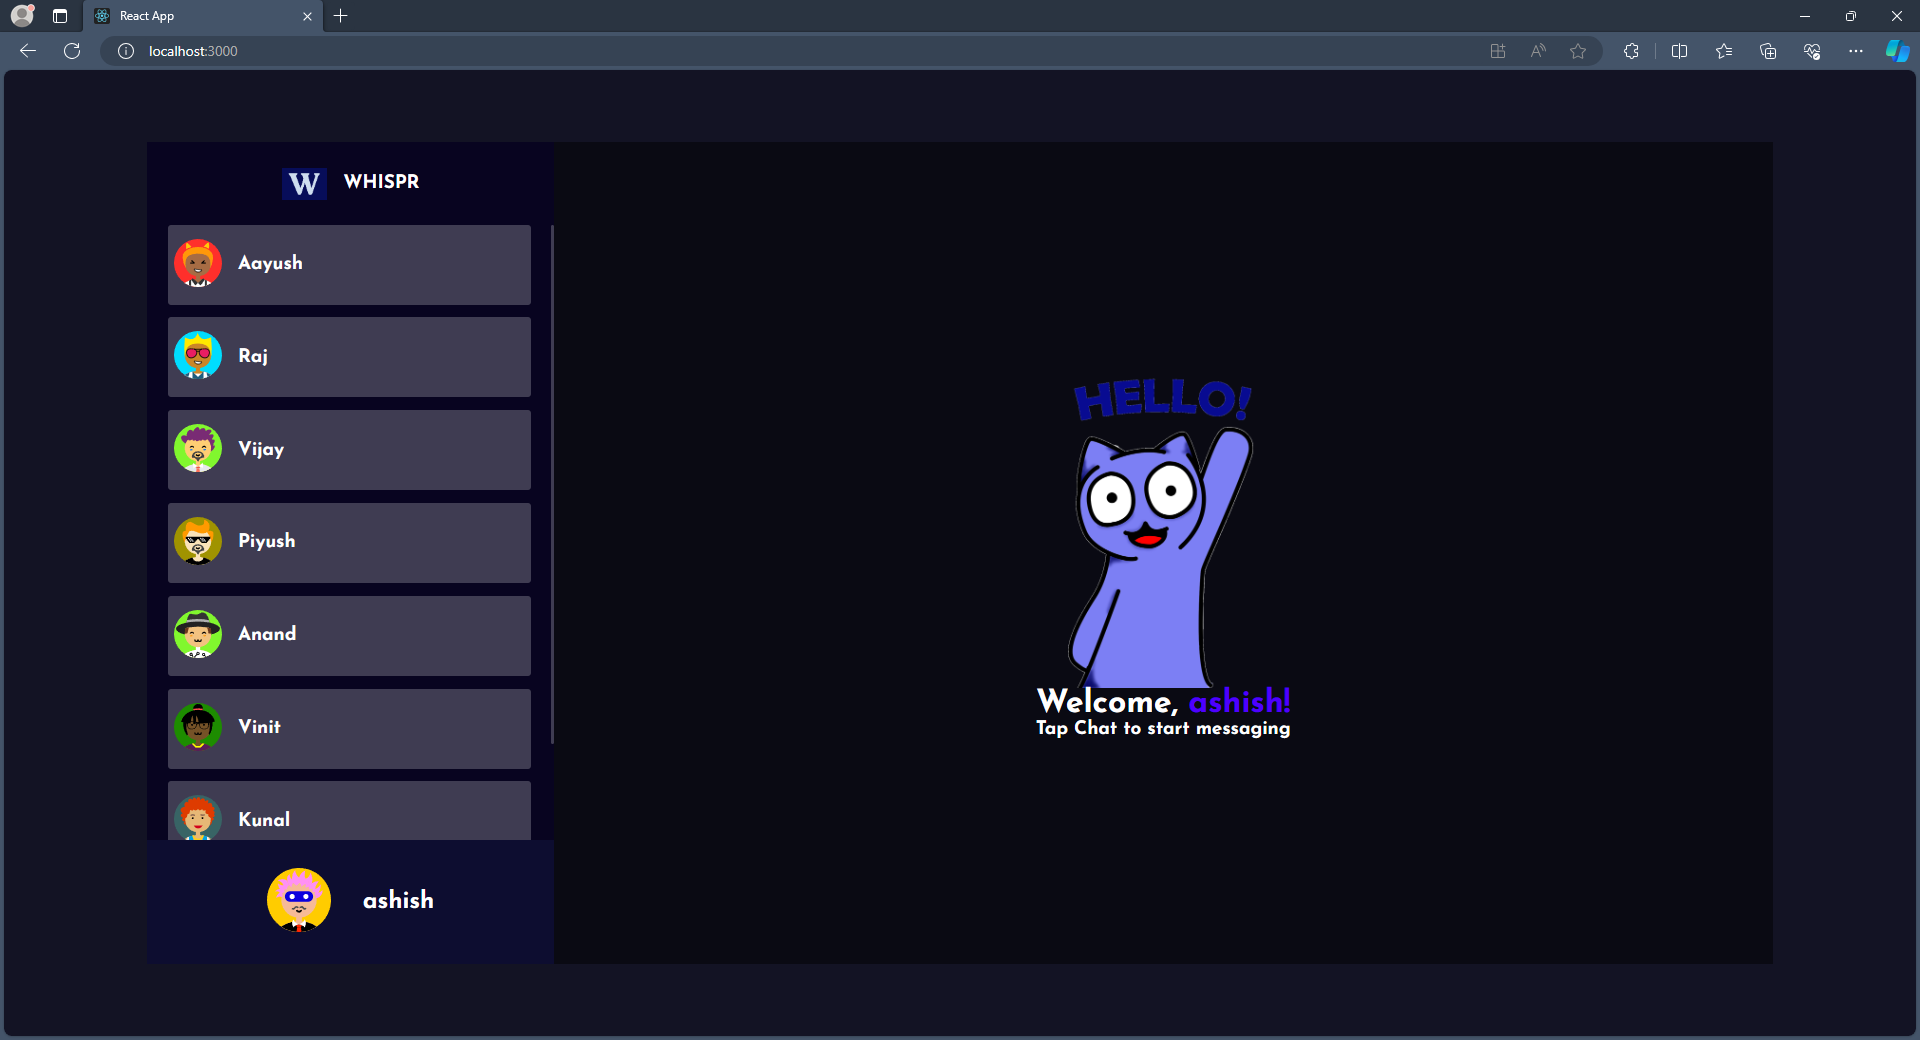 React App
localhost:3000
W WHISPR
Aayush
Raj
Vijay
Piyush
Anand
Vinit
Kunal
ashish
HELLO!
Welcome, ashish!
Tap Chat to start messaging